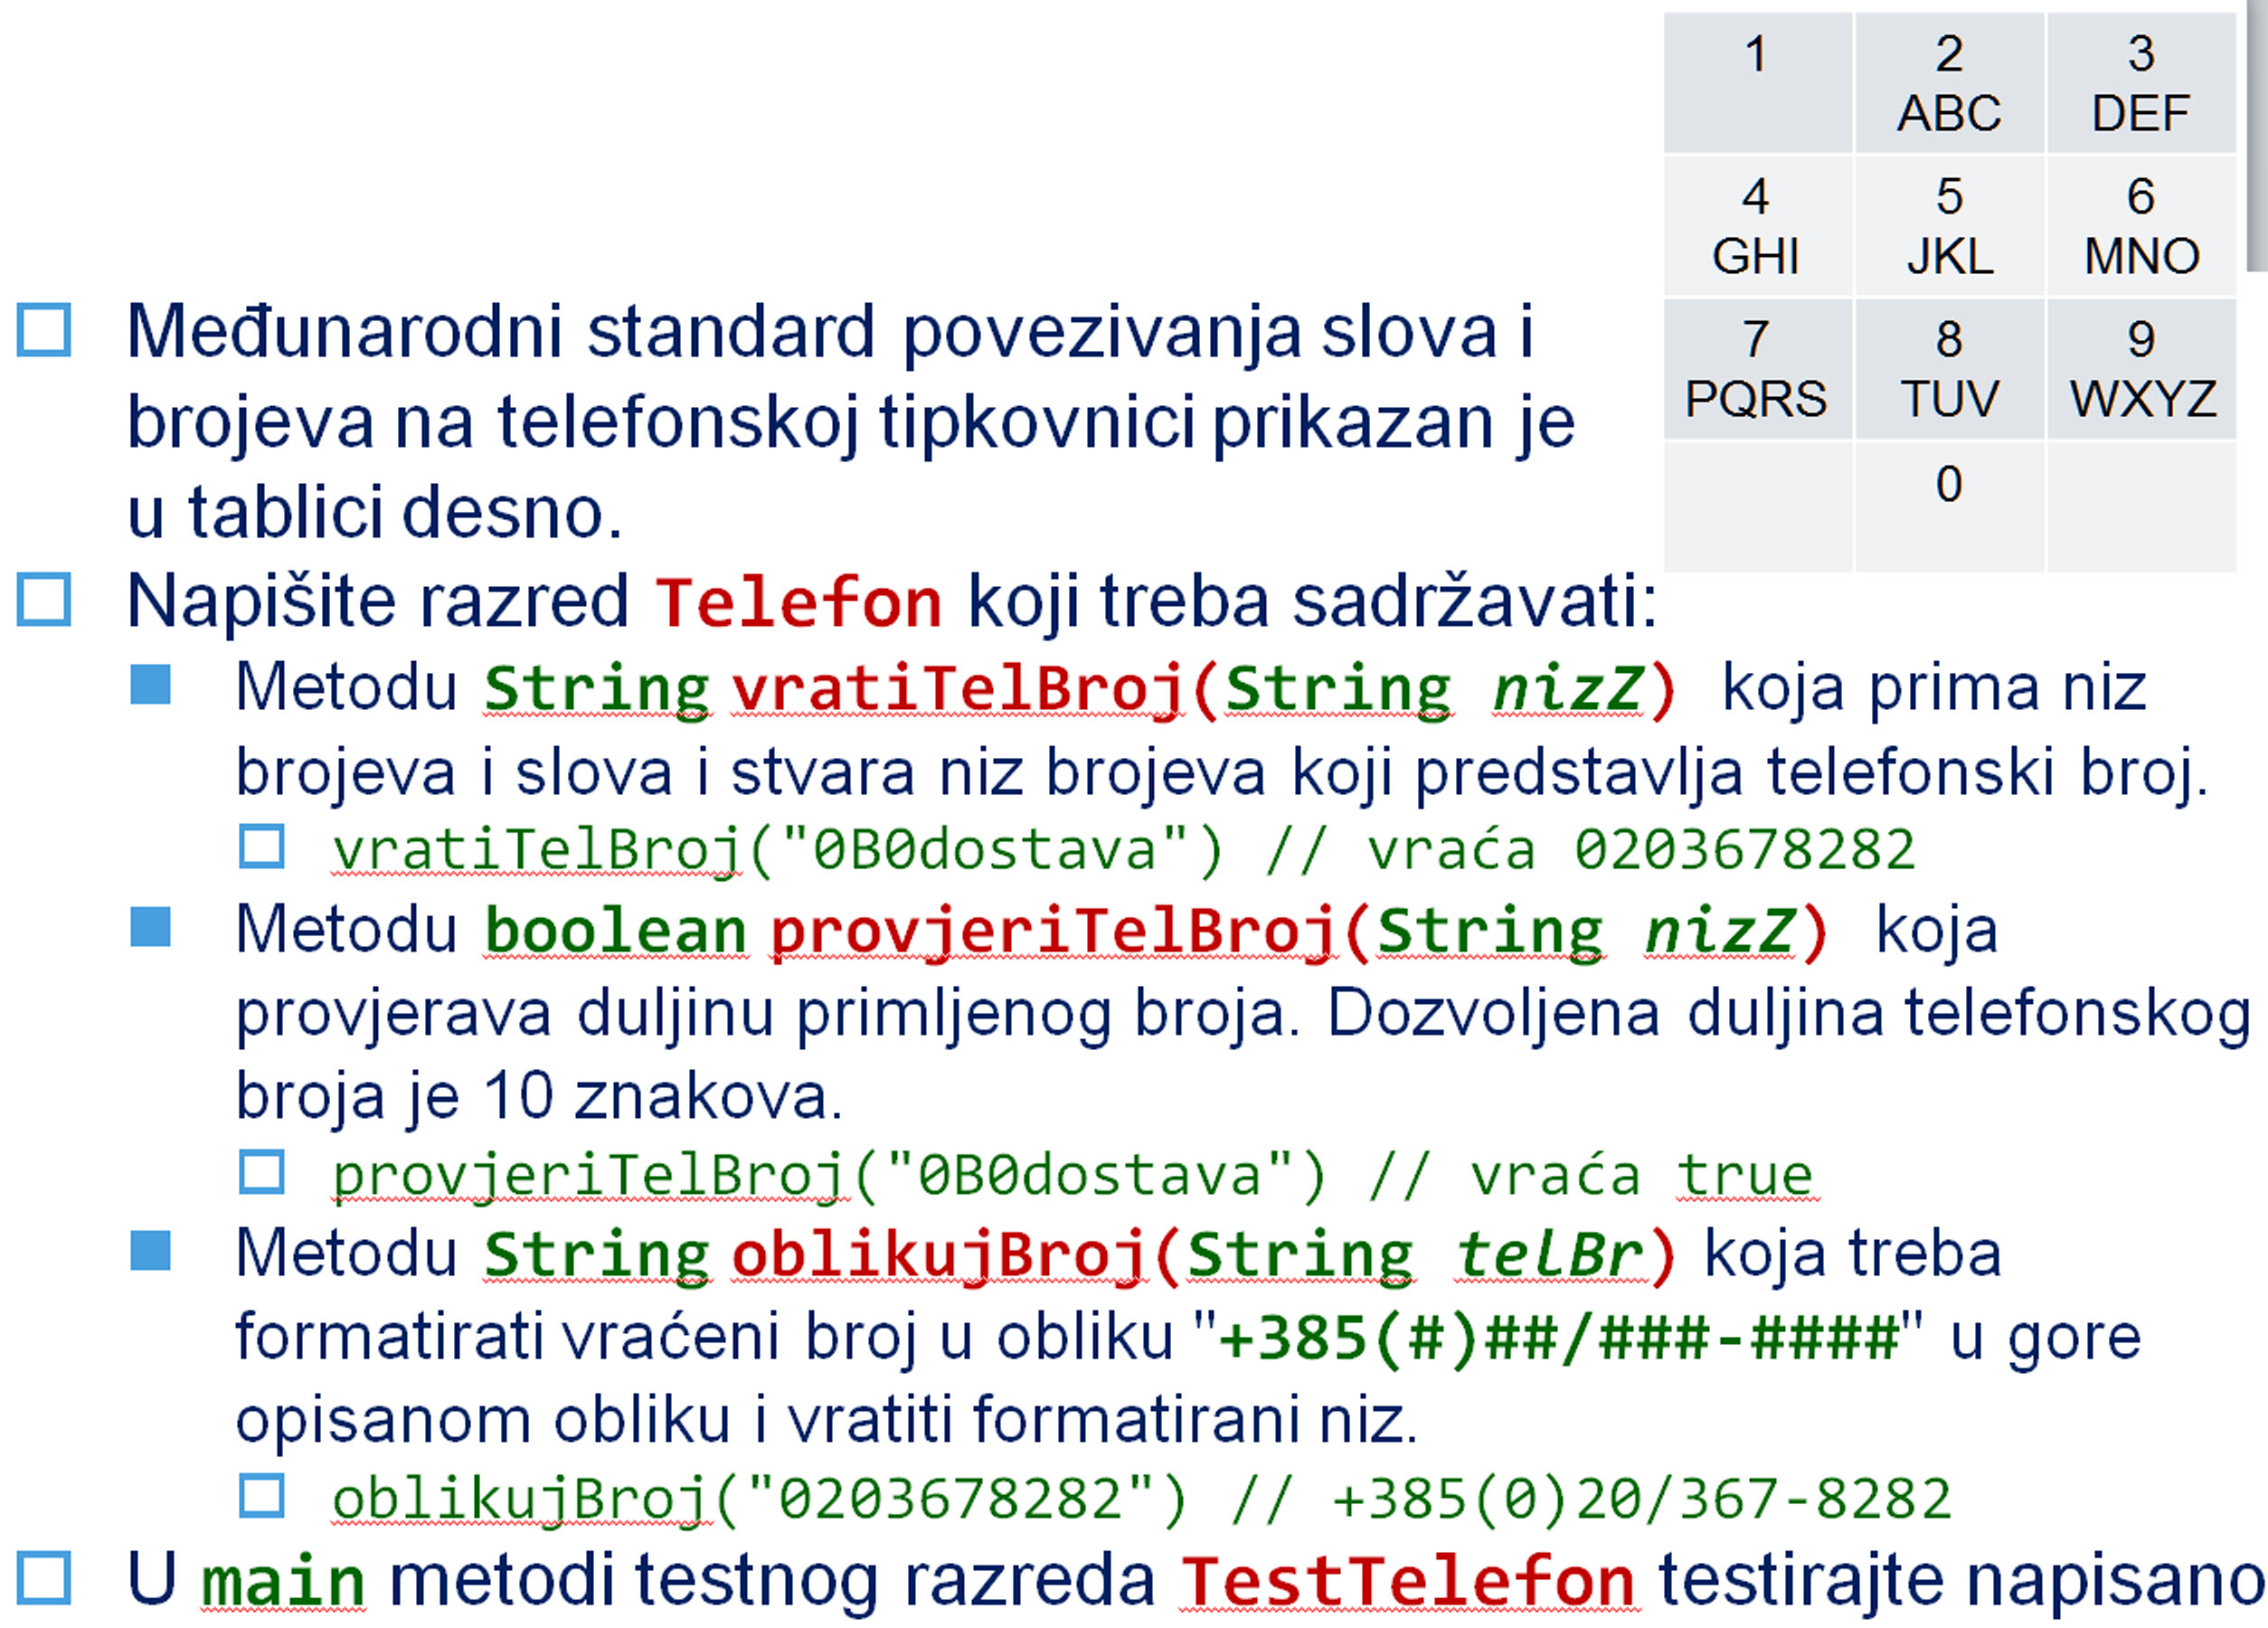 1 2 3
ABC DEF
4 5 6
GHI JKL MNO
7 8 9
PQRS TUV WXYZ
0
Međunarodni standard povezivanja slova i
brojeva na telefonskoj tipkovnici prikazan je
u tablici desno.
Napišite razred Telefon koji treba sadržavati:
Metodu String vratiTelBroj(String nizZ) koja prima niz
brojeva i slova i stvara niz brojeva koji predstavlja telefonski broj.
vratiTelBroj("0B0dostava") // vraća 0203678282
Metodu boolean provjeriTelBroj(String nizZ) koja
provjerava duljinu primljenog broja. Dozvoljena duljina telefonskog
broja je 10 znakova.
provjeriTelBroj("0B0dostava") // vraća true
Metodu String oblikujBroj(String telBr) koja treba
formatirati vraćeni broj u obliku "+385(#)##/###-####" u gore
opisanom obliku i vratiti formatirani niz.
oblikujBroj("0203678282") // +385(0)20/367-8282
U main metodi testnog razreda TestTelefon testirajte napisano